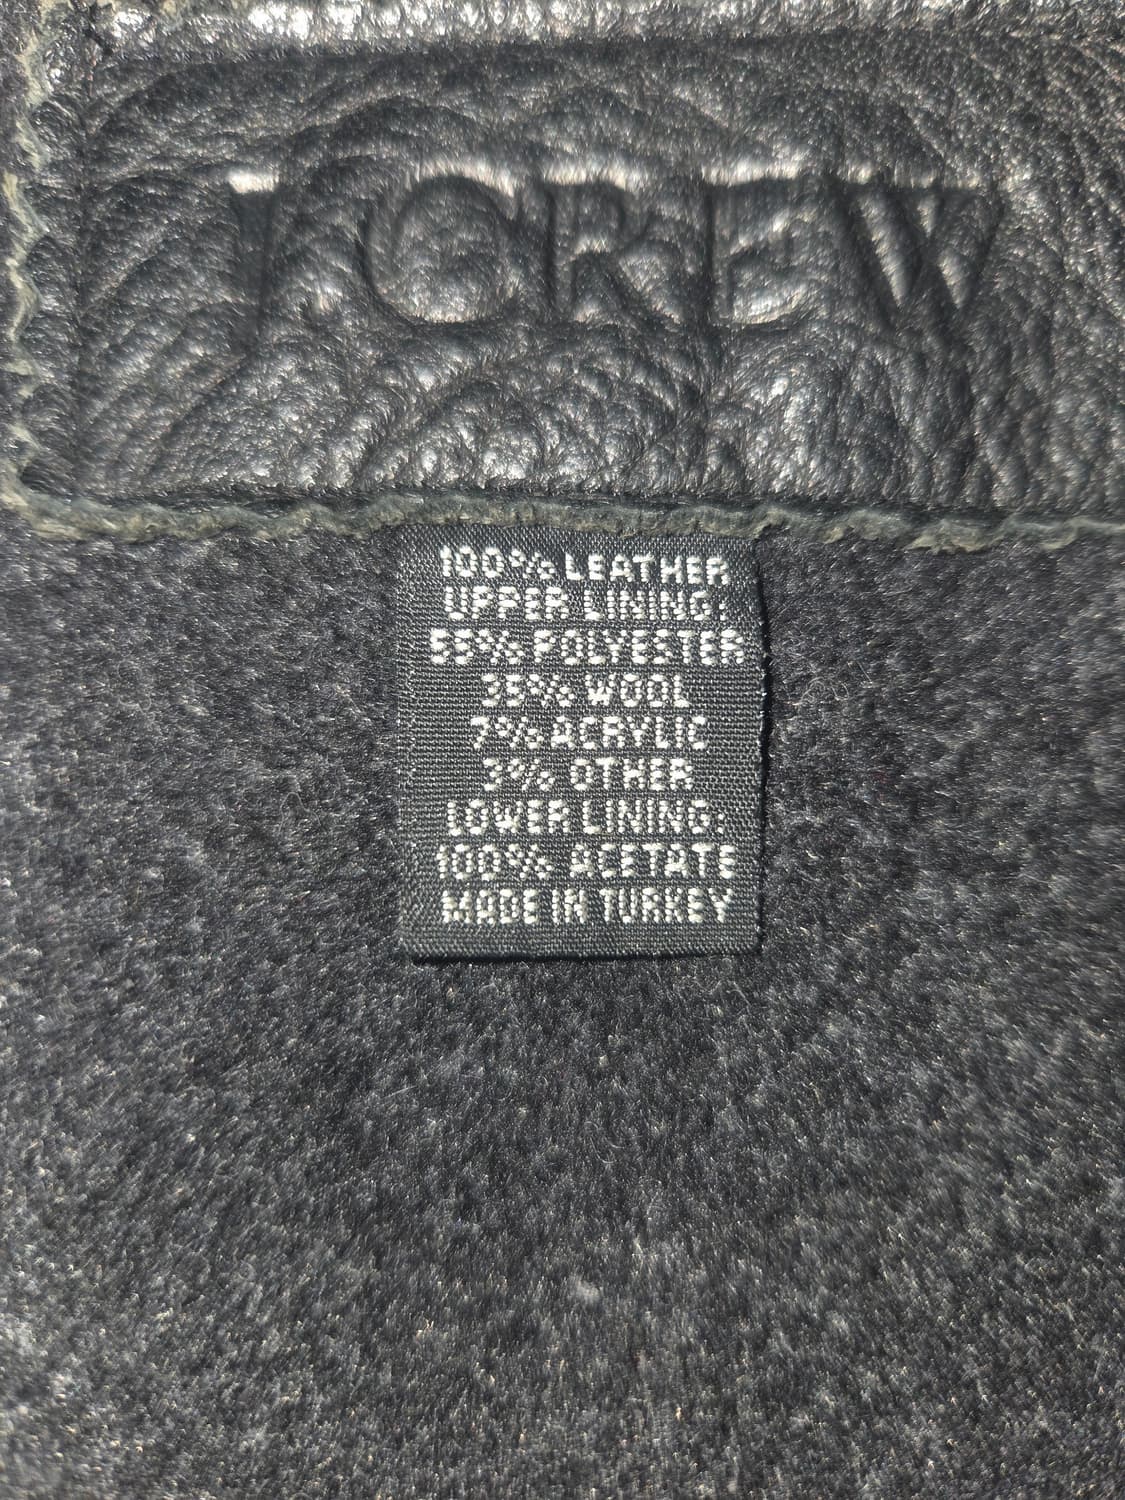 J.CREW
100% LEATHER
UPPER LINING:
55% POLYESTER
35% WOOL
7% ACRYLIC
3% OTHER
LOWER LINING:
100% ACETATE
MADE IN TURKEY